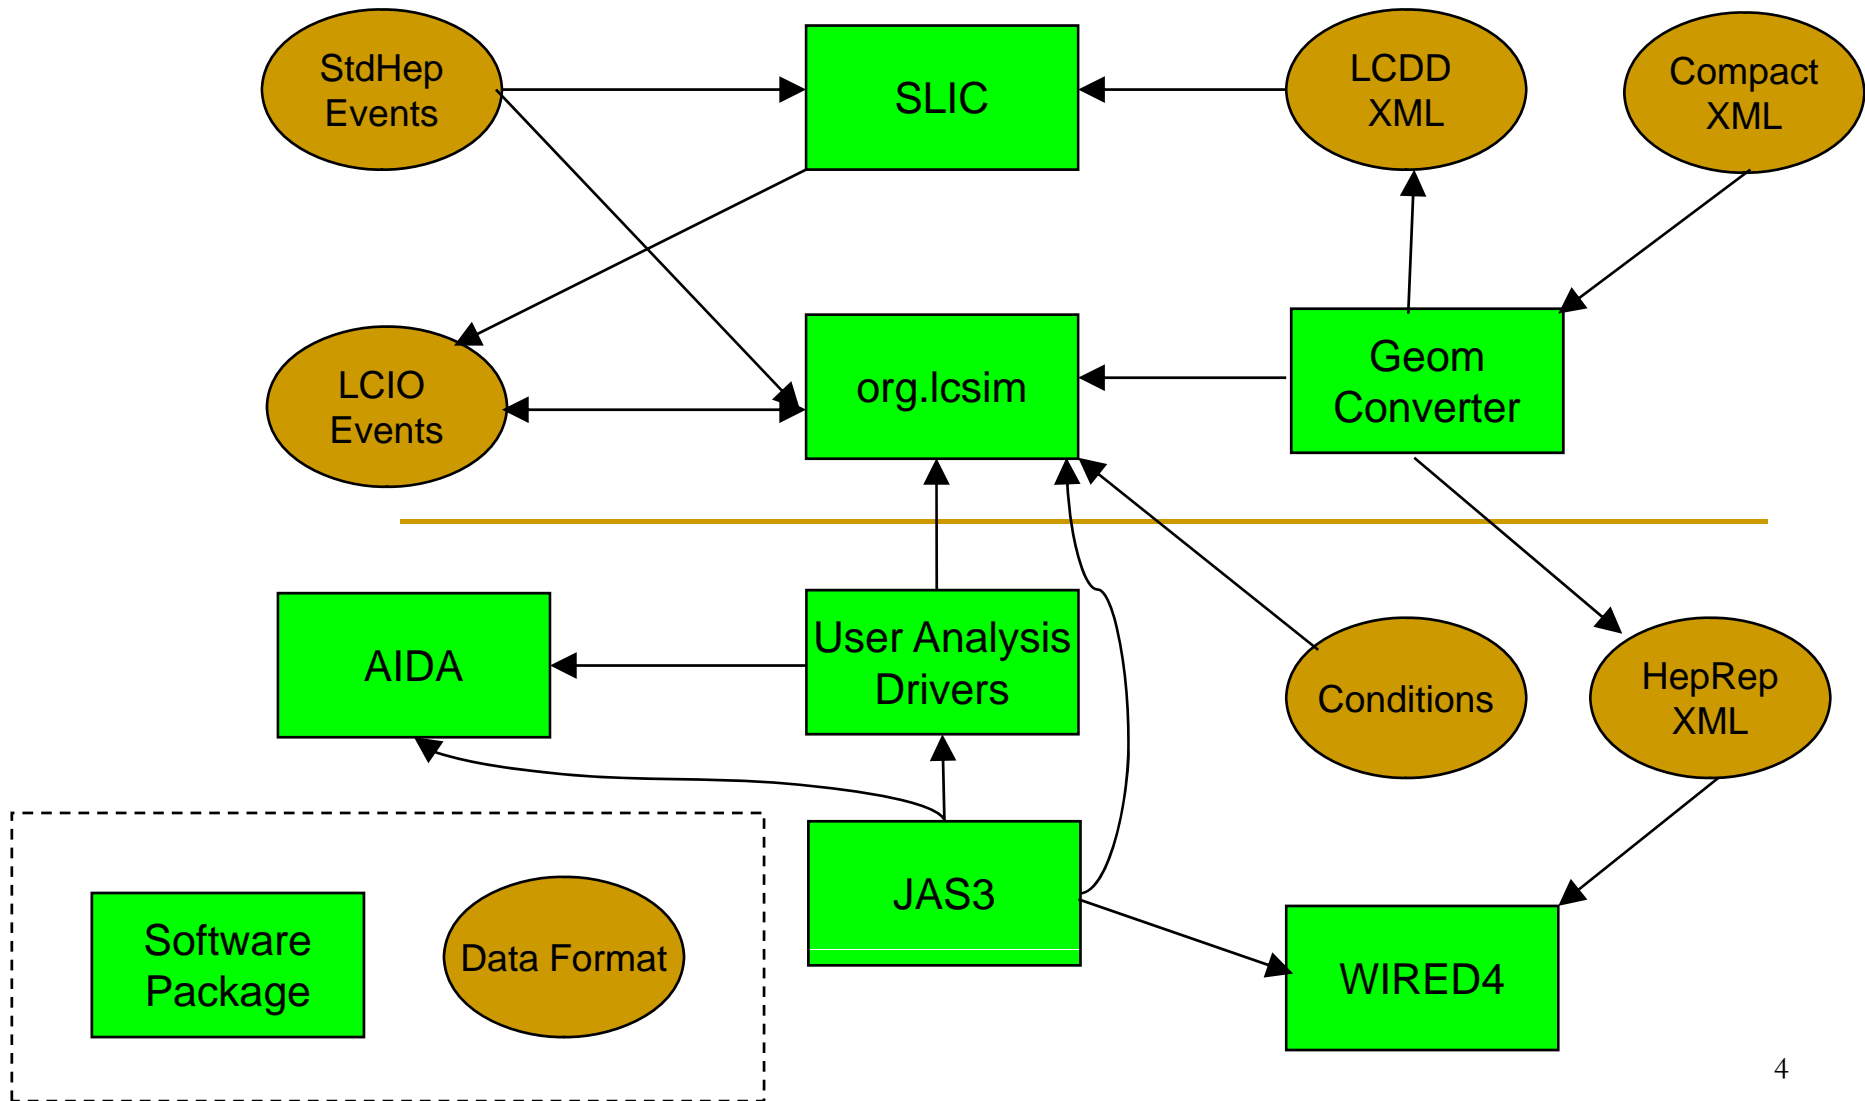 StdHep
Events
SLIC
LCDD
XML
Compact
XML
LCIO
Events
org.lcsim
Geom
Converter
AIDA
User Analysis
Drivers
Conditions
HepRep
XML
JAS3
WIRED4
Software
Package
Data Format
4